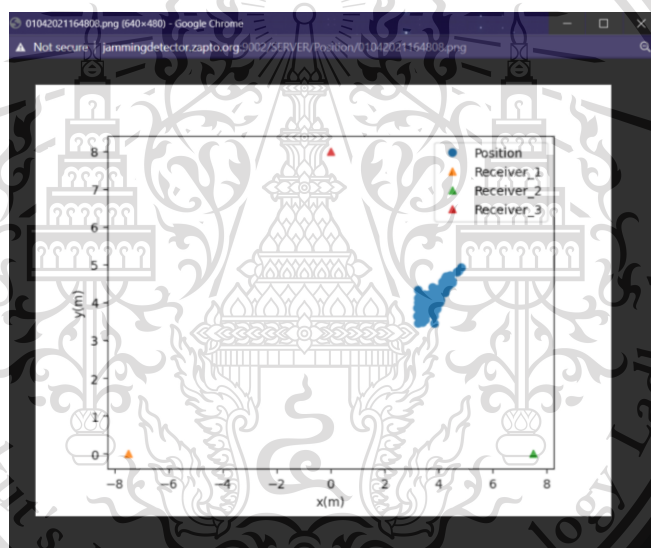 01042021164808.png (640×480) - Google Chrome
Not secure | jammingdetector.zapto.org:9002/SERVER/Position/01042021164808.png
8
7
6
5
4
3
2
1
0
y(m)
Position
Receiver_1
Receiver_2
Receiver_3
−8 −6 −4 −2 0 2 4 6 8
x(m)